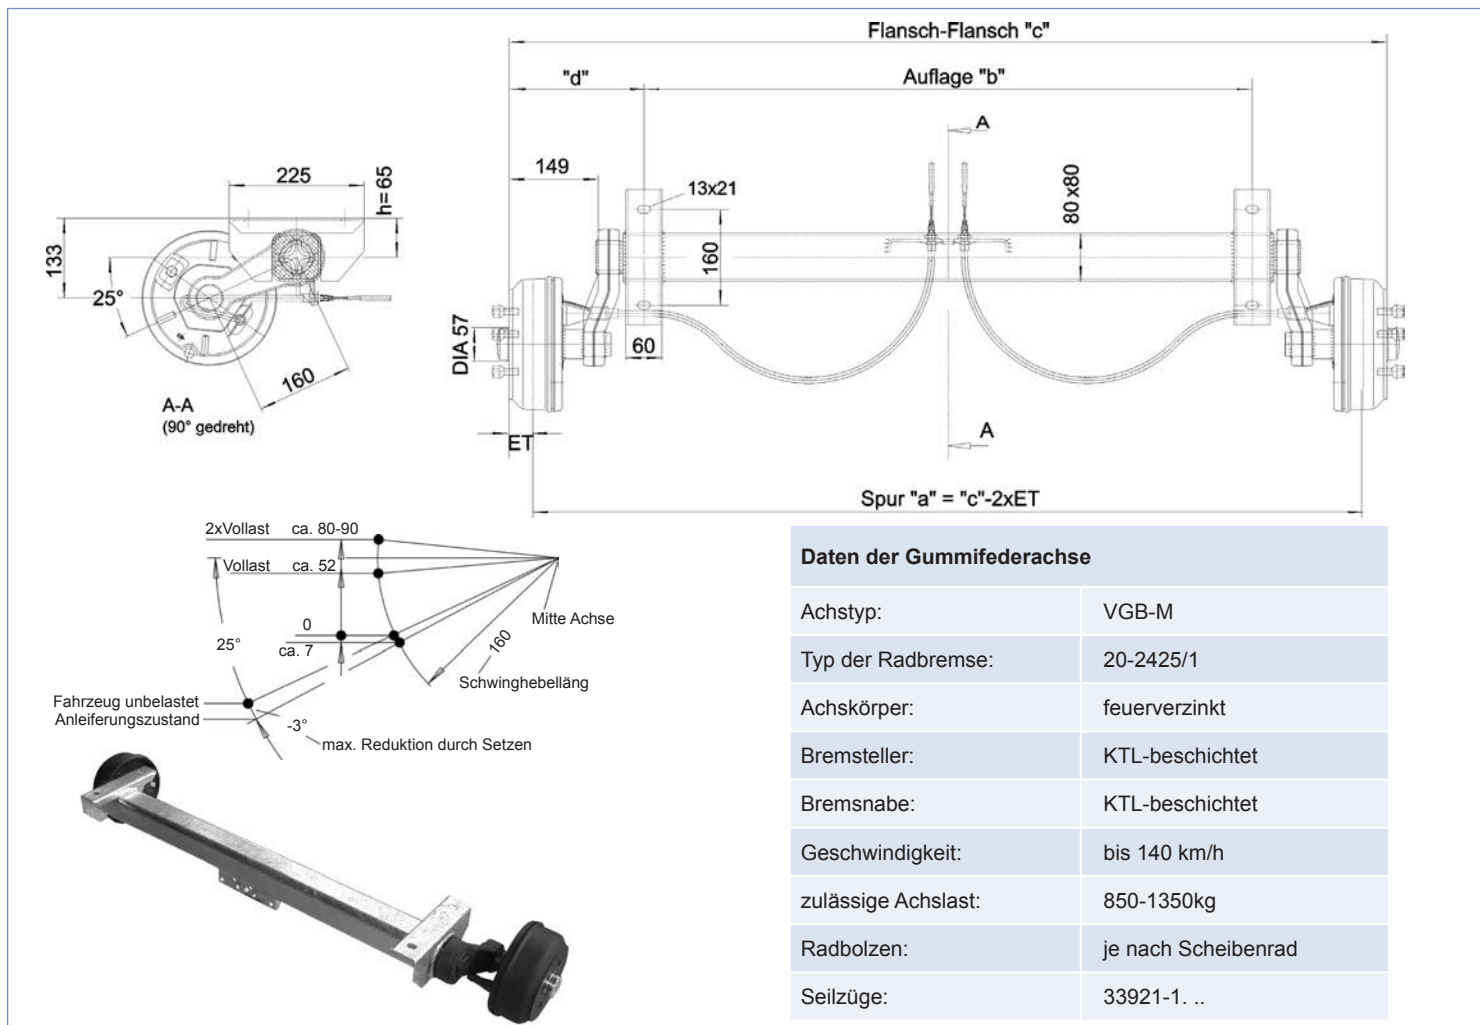 Flansch-Flansch "c"
"d"
Auflage "b"
A
149
13x21
80 x80
160
60
DIA 57
ET
A
Spur "a" = "c"-2xET
225
h= 65
133
25°
160
A-A
(90° gedreht)
2xVollast ca. 80-90
Vollast ca. 52
0
ca. 7
25°
Mitte Achse
160
Schwinghebelläng
Fahrzeug unbelastet
Anleiferungszustand
-3°
max. Reduktion durch Setzen
Daten der Gummifederachse
Achstyp: VGB-M
Typ der Radbremse: 20-2425/1
Achskörper: feuerverzinkt
Bremsteller: KTL-beschichtet
Bremsnabe: KTL-beschichtet
Geschwindigkeit: bis 140 km/h
zulässige Achslast: 850-1350kg
Radbolzen: je nach Scheibenrad
Seilzüge: 33921-1. ..